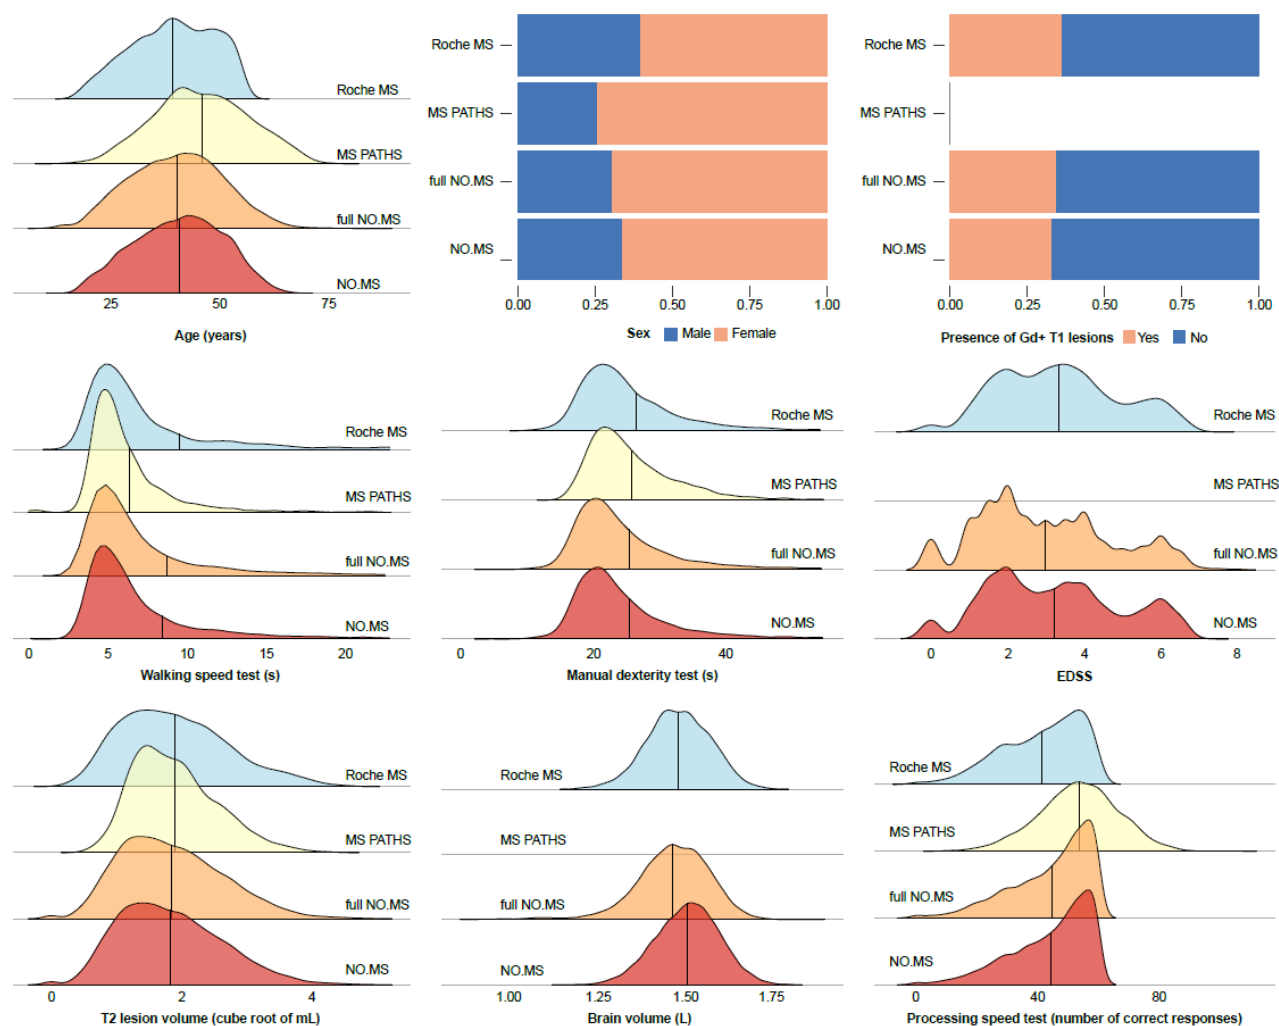 Roche MS
MS PATHS
full NO.MS
NO.MS
25 50 75
Age (years)
Roche MS
MS PATHS
full NO.MS
NO.MS
0.00 0.25 0.50 0.75 1.00
Sex Male Female
Roche MS
MS PATHS
full NO.MS
NO.MS
0.00 0.25 0.50 0.75 1.00
Presence of Gd+ T1 lesions Yes No
Roche MS
MS PATHS
full NO.MS
NO.MS
0 5 10 15 20
Walking speed test (s)
Roche MS
MS PATHS
full NO.MS
NO.MS
0 20 40
Manual dexterity test (s)
Roche MS
MS PATHS
full NO.MS
NO.MS
0 2 4 6 8
EDSS
Roche MS
MS PATHS
full NO.MS
NO.MS
0 2 4
T2 lesion volume (cube root of mL)
Roche MS
MS PATHS
full NO.MS
NO.MS
1.00 1.25 1.50 1.75
Brain volume (L)
Roche MS
MS PATHS
full NO.MS
NO.MS
0 40 80
Processing speed test (number of correct responses)